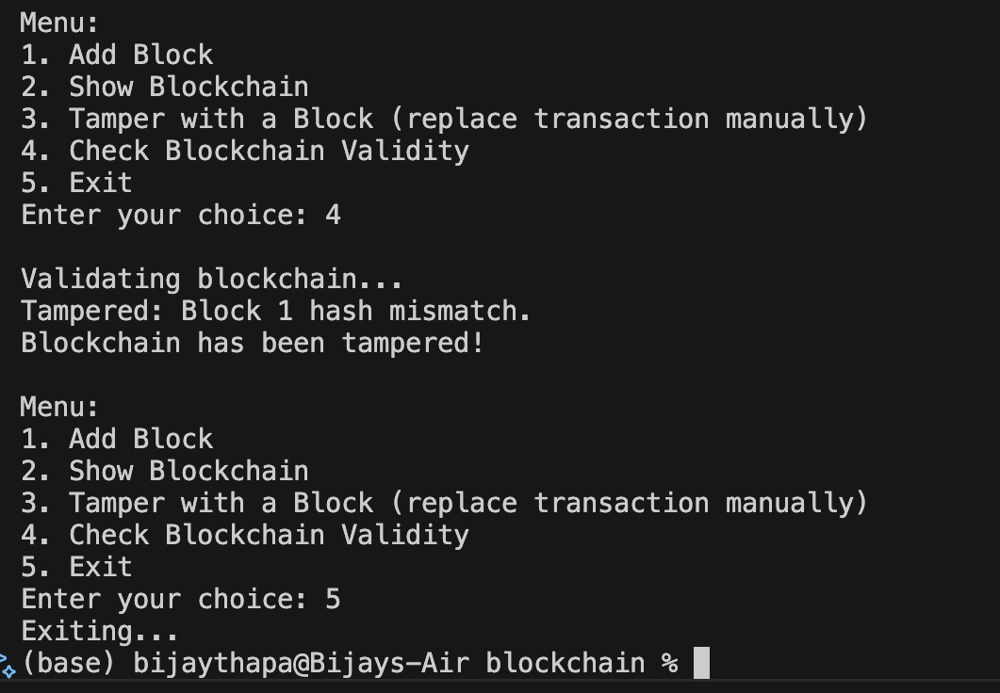 Menu:
1. Add Block
2. Show Blockchain
3. Tamper with a Block (replace transaction manually)
4. Check Blockchain Validity
5. Exit
Enter your choice: 4
Validating blockchain...
Tampered: Block 1 hash mismatch.
Blockchain has been tampered!
Menu:
1. Add Block
2. Show Blockchain
3. Tamper with a Block (replace transaction manually)
4. Check Blockchain Validity
5. Exit
Enter your choice: 5
Exiting...
(base) bijaythapa@Bijays-Air blockchain %